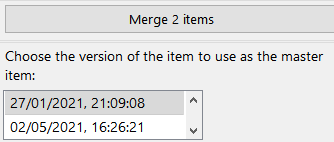 Merge 2 items
Choose the version of the item to use as the master
item:
27/01/2021, 21:09:08
02/05/2021, 16:26:21